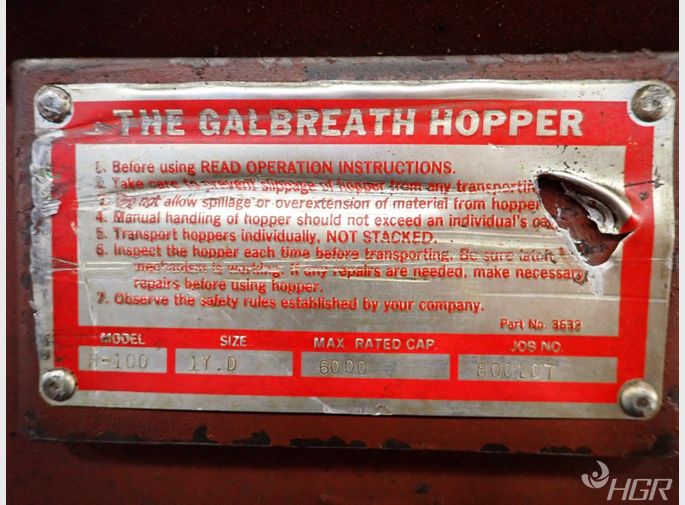 THE GALBREATH HOPPER
1. Before using READ OPERATION INSTRUCTIONS.
2. Take care to prevent slippage of hopper from any
3. Do not allow spillage or overextension of material from hopper
4. Manual handling of hopper should not exceed an individual's
5. Transport hoppers individually, NOT STACKED.
6. Inspect the hopper each time before transporting. Be sure
mechanism is working. If any repairs are needed, make necessary
repairs before using hopper.
7. Observe the safety rules established by your company.
Part No. 3632
MODEL SIZE MAX. RATED CAP. JOB NO.
H-100 1Y.D 6000 800107
HGR